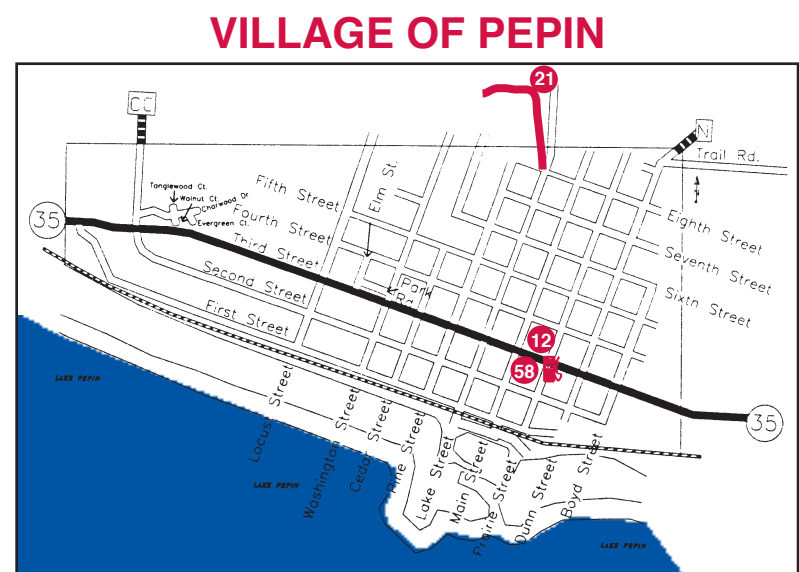 VILLAGE OF PEPIN
21
CC
N
Trail Rd.
Tanglewood Ct.
Walnut Ct.
Charwood Dr
Evergreen Ct.
Fifth Street
Elm St.
Fourth Street
35
Third Street
Eighth Street
Seventh Street
Second Street
Park
Rd.
Sixth Street
First Street
12
58
35
LAKE PEPIN
Locust Street
Washington Street
Cedar Street
Pine Street
Lake Street
Main Street
Prairie Street
Dunn Street
Boyd Street
LAKE PEPIN
LAKE PEPIN